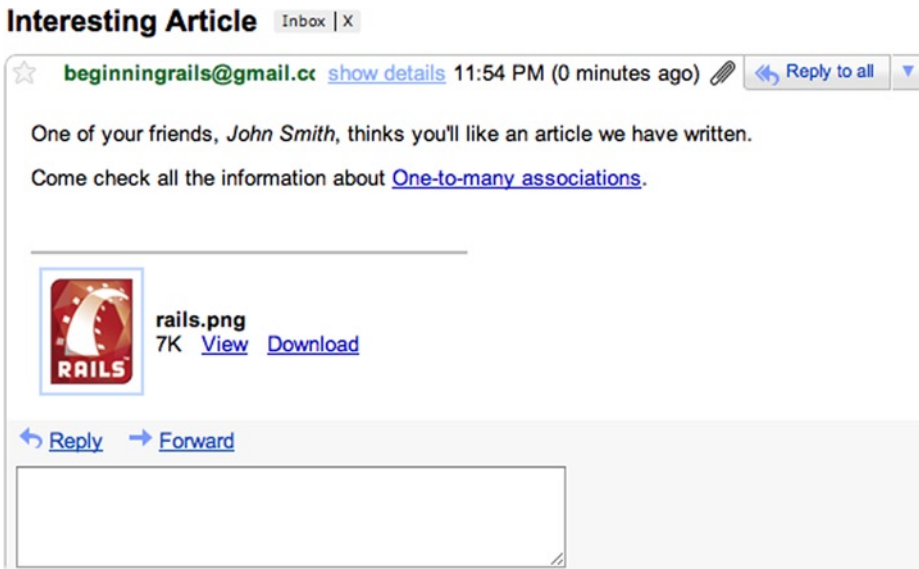 Interesting Article Inbox | X
beginningrails@gmail.cc show details 11:54 PM (0 minutes ago) Reply to all
One of your friends, John Smith, thinks you'll like an article we have written.
Come check all the information about One-to-many associations.
RAILS
rails.png
7K View Download
Reply Forward